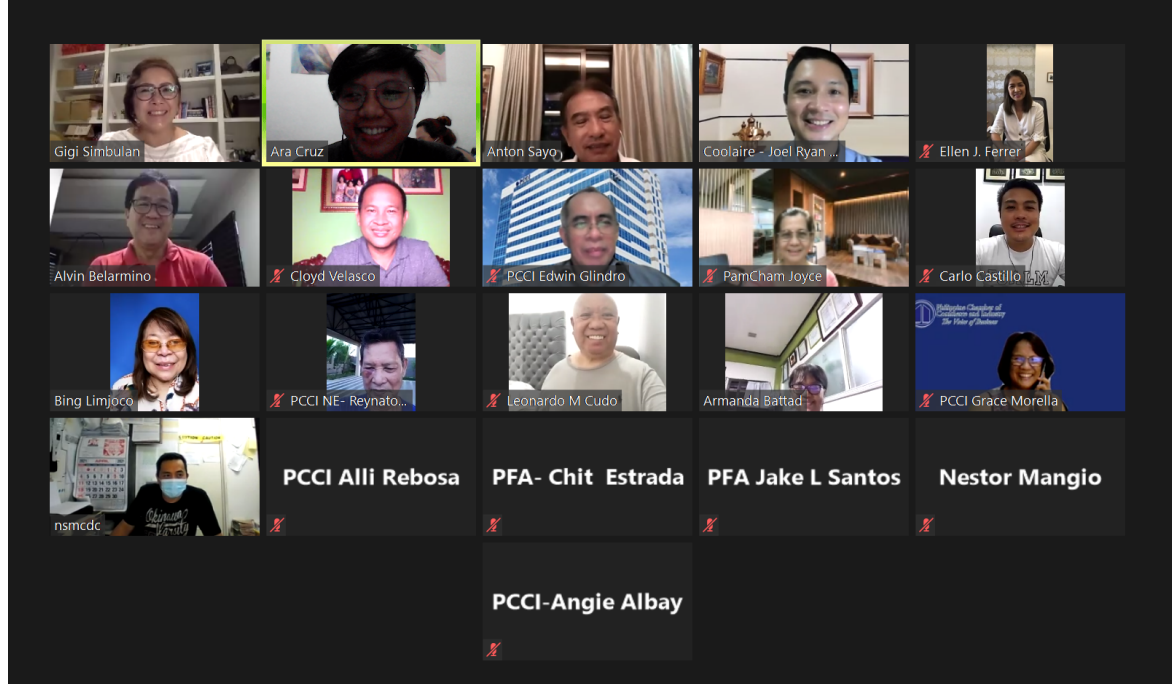 Gigi Simbulan
Ara Cruz
Anton Sayo
Coolaire - Joel Ryan ...
Ellen J. Ferrer
Alvin Belarmino
Cloyd Velasco
PCCI Edwin Glindro
PamCham Joyce
Carlo Castillo
LM
Bing Limjoco
PCCI NE- Reynato...
Leonardo M Cudo
Armanda Battad
Philippine Chamber of
Commerce and Industry
The Voice of Business
PCCI Grace Morella
CAUTION
Okinawa
nsmcdc
PCCI Alli Rebosa
PFA- Chit Estrada
PFA Jake L Santos
Nestor Mangio
PCCI-Angie Albay